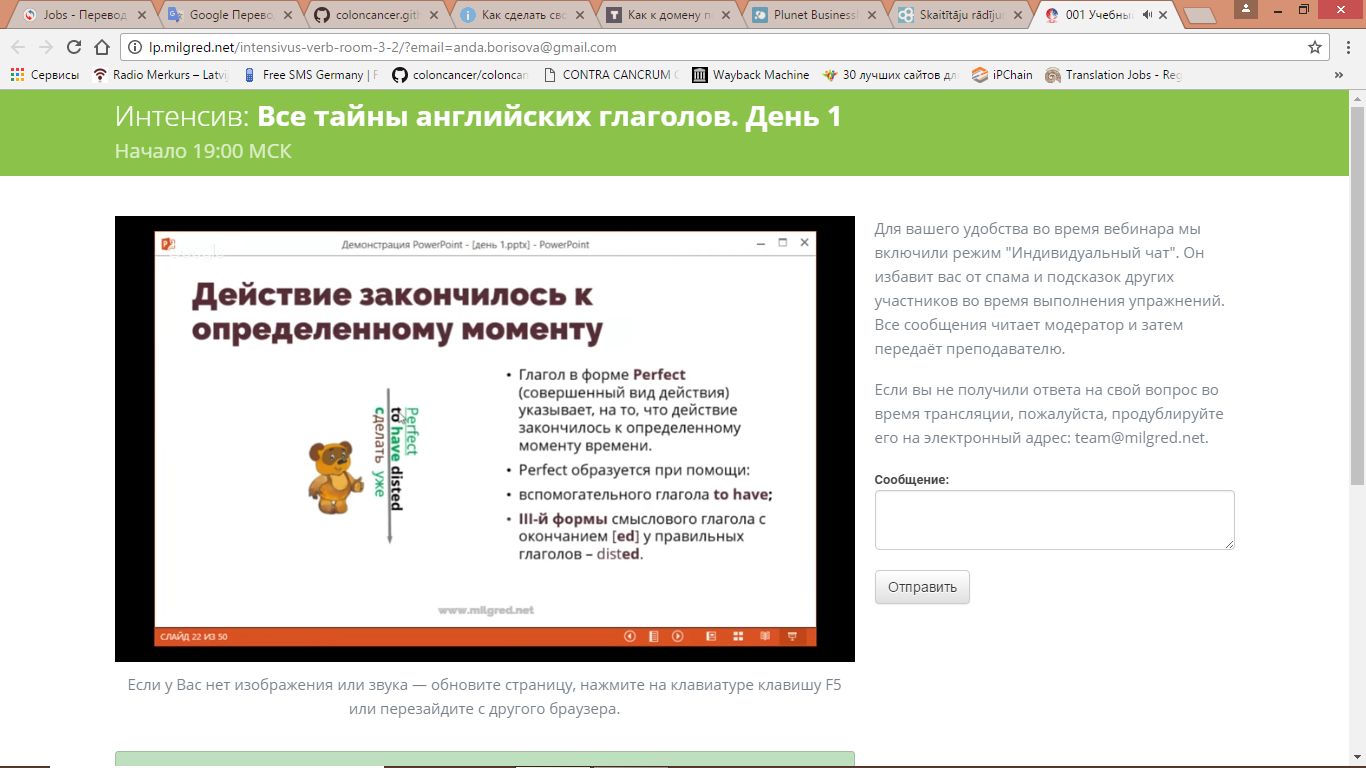 Jobs - Перевод
Google Перево
coloncancer.gith
Как сделать сво
Как к домену п
Plunet Business
Skaitītāju rādīju
001 Учебны
lp.milgred.net/intensivus-verb-room-3-2/?email=anda.borisova@gmail.com
Сервисы
Radio Merkurs – Latvi
Free SMS Germany | F
coloncancer/coloncan
CONTRA CANCRUM C
Wayback Machine
30 лучших сайтов дл
iPChain
Translation Jobs - Reg
»
Интенсив: Все тайны английских глаголов. День 1
Начало 19:00 МСК
Демонстрация PowerPoint - [день 1.pptx] - PowerPoint
Действие закончилось к
определенному моменту
Perfect
to have disted
сделать уже
• Глагол в форме Perfect
(совершенный вид действия)
указывает, на то, что действие
закончилось к определенному
моменту времени.
• Perfect образуется при помощи:
• вспомогательного глагола to have;
• III-й формы смыслового глагола с
окончанием [ed] у правильных
глаголов – disted.
www.milgred.net
СЛАЙД 22 ИЗ 50
Если у Вас нет изображения или звука — обновите страницу, нажмите на клавиатуре клавишу F5
или перезайдите с другого браузера.
Для вашего удобства во время вебинара мы
включили режим "Индивидуальный чат". Он
избавит вас от спама и подсказок других
участников во время выполнения упражнений.
Все сообщения читает модератор и затем
передаёт преподавателю.
Если вы не получили ответа на свой вопрос во
время трансляции, пожалуйста, продублируйте
его на электронный адрес: team@milgred.net.
Сообщение:
Отправить